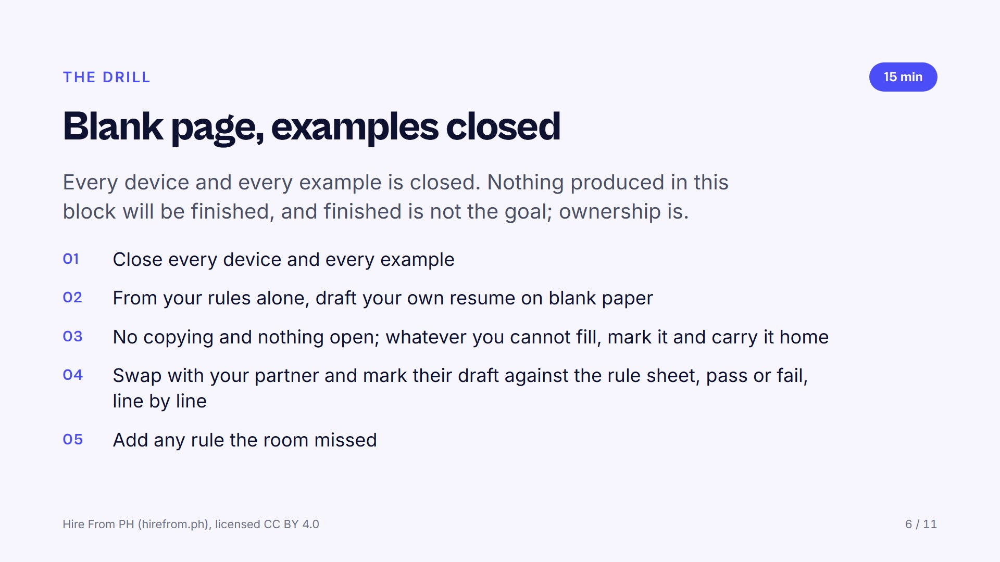 THE DRILL
15 min
Blank page, examples closed
Every device and every example is closed. Nothing produced in this
block will be finished, and finished is not the goal; ownership is.
01 Close every device and every example
02 From your rules alone, draft your own resume on blank paper
03 No copying and nothing open; whatever you cannot fill, mark it and carry it home
04 Swap with your partner and mark their draft against the rule sheet, pass or fail,
line by line
05 Add any rule the room missed
Hire From PH (hirefrom.ph), licensed CC BY 4.0
6 / 11